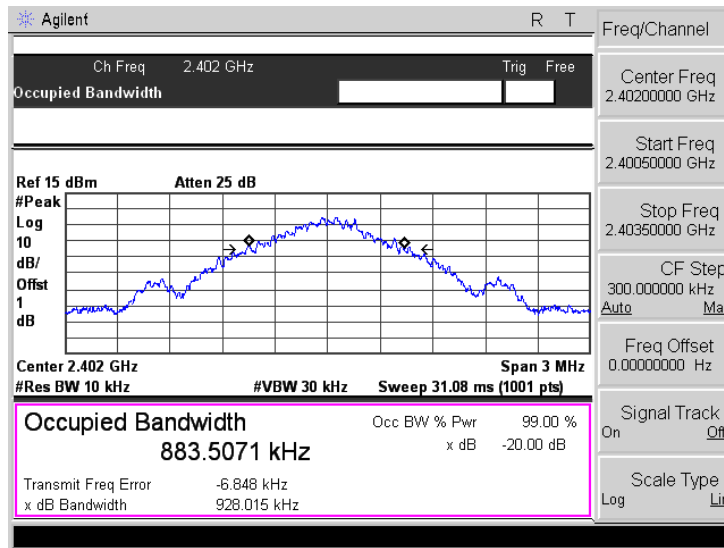 Agilent R T
Ch Freq 2.402 GHz Trig Free
Occupied Bandwidth
Ref 15 dBm Atten 25 dB
#Peak
Log
10
dB/
Offst
1
dB
Center 2.402 GHz Span 3 MHz
#Res BW 10 kHz #VBW 30 kHz Sweep 31.08 ms (1001 pts)
Occupied Bandwidth
883.5071 kHz
Occ BW % Pwr 99.00 %
x dB -20.00 dB
Transmit Freq Error -6.848 kHz
x dB Bandwidth 928.015 kHz
Freq/Channel
Center Freq
2.40200000 GHz
Start Freq
2.40050000 GHz
Stop Freq
2.40350000 GHz
CF Step
300.000000 kHz
Auto Ma
Freq Offset
0.00000000 Hz
Signal Track
On Off
Scale Type
Log Lin